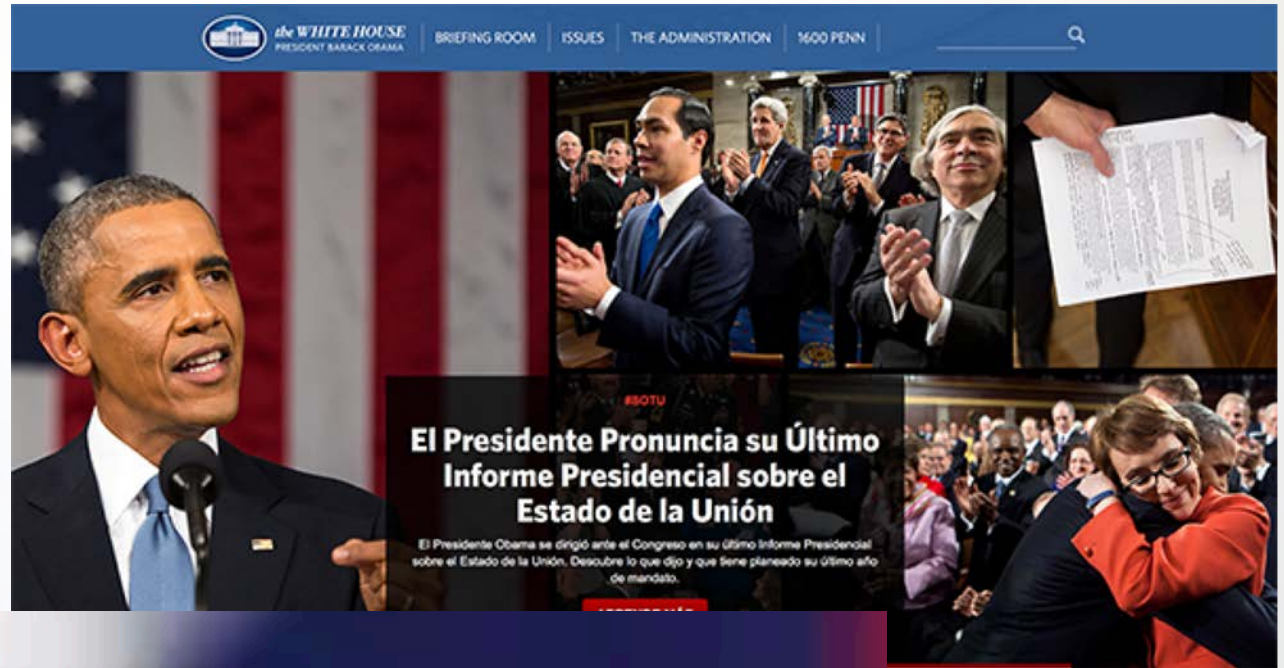 the WHITE HOUSE
PRESIDENT BARACK OBAMA
BRIEFING ROOM
ISSUES
THE ADMINISTRATION
1600 PENN
#SOTU
El Presidente Pronuncia su Último
Informe Presidencial sobre el
Estado de la Unión
El Presidente Obama se dirigió ante el Congreso en su último Informe Presidencial
sobre el Estado de la Unión. Descubre lo que dijo y que tiene planeado su último año
de mandato.